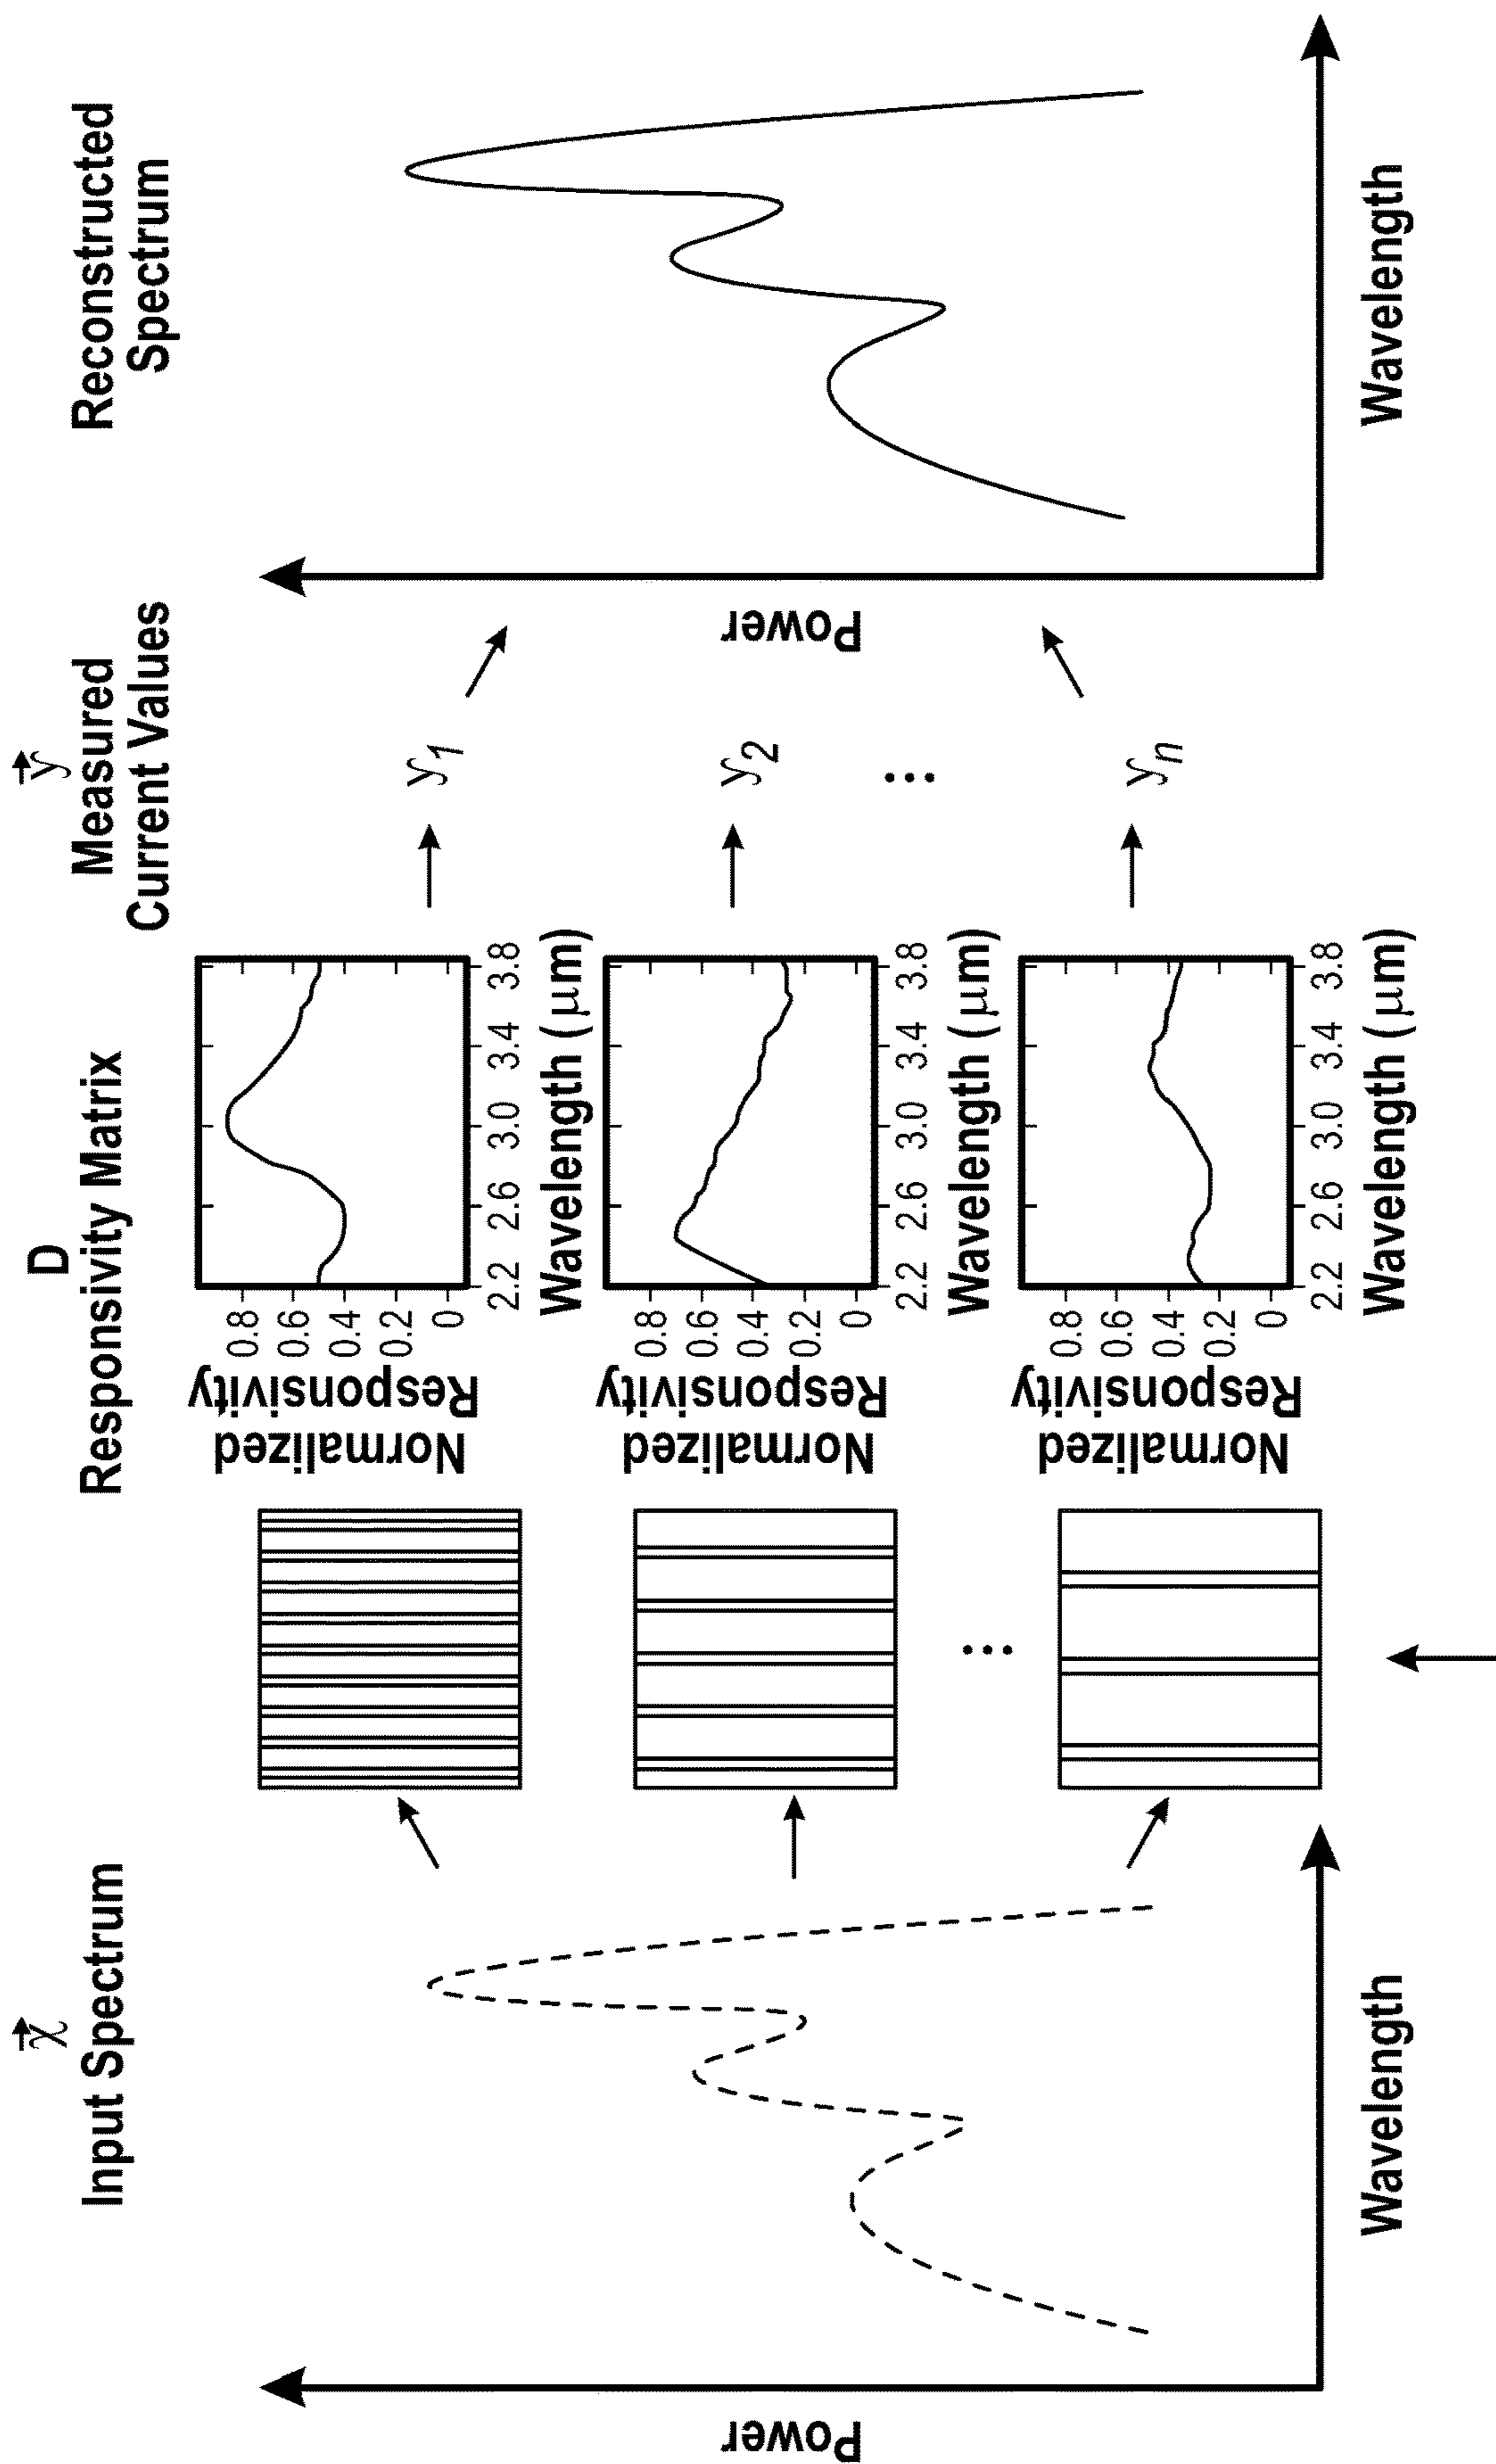 x⃗
Input Spectrum
Power
Wavelength
D
Responsivity Matrix
Normalized
Responsivity
0.8
0.6
0.4
0.2
0
2.2 2.6 3.0 3.4 3.8
Wavelength (μm)
Normalized
Responsivity
0.8
0.6
0.4
0.2
0
2.2 2.6 3.0 3.4 3.8
Wavelength (μm)
...
Normalized
Responsivity
0.8
0.6
0.4
0.2
0
2.2 2.6 3.0 3.4 3.8
Wavelength (μm)
y⃗
Measured
Current Values
y1
y2
...
yn
Reconstructed
Spectrum
Power
Wavelength